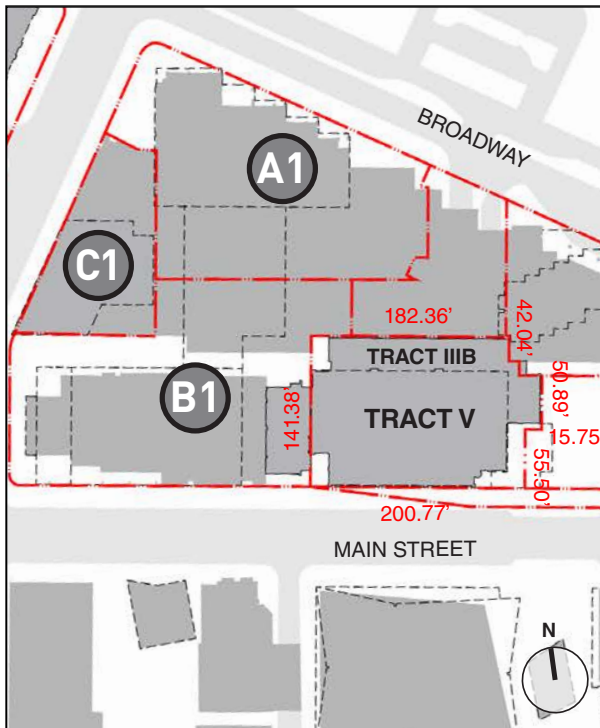 BROADWAY
A1
C1
182.36’
42.04’
TRACT IIIB
50.89’
B1
141.38’
TRACT V
15.75
55.50’
200.77’
MAIN STREET
N